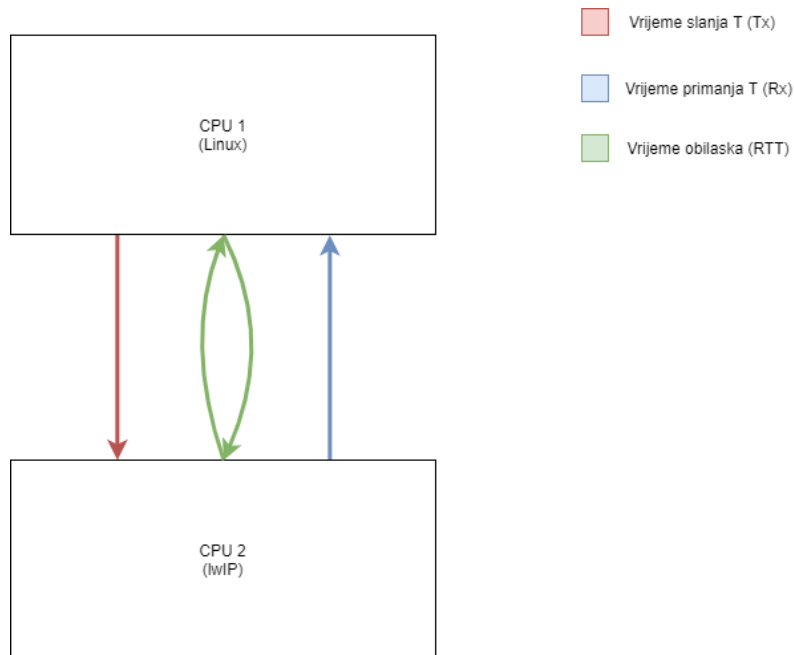 Vrijeme slanja T (Tx)
Vrijeme primanja T (Rx)
Vrijeme obilaska (RTT)
CPU 1
(Linux)
CPU 2
(lwIP)